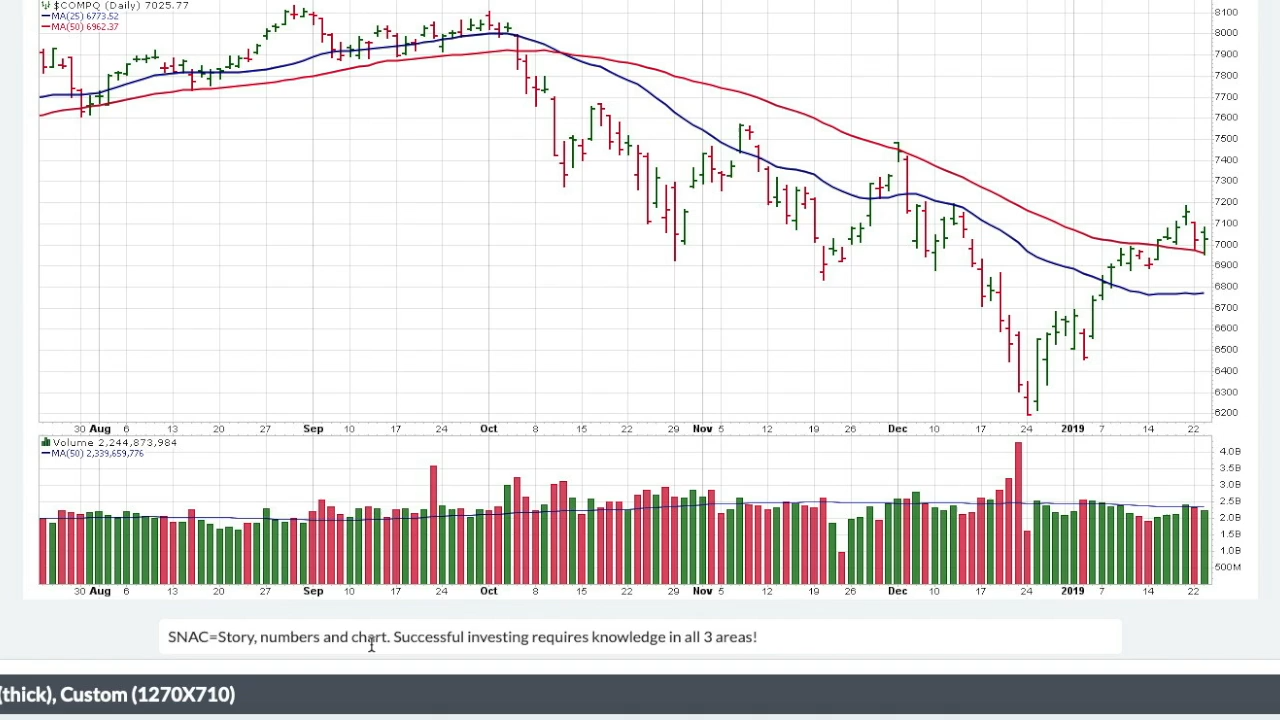 $COMPQ (Daily) 7025.77
MA(25) 6773.52
MA(50) 6962.37
8100
8000
7900
7800
7700
7600
7500
7400
7300
7200
7100
7000
6900
6800
6700
6600
6500
6400
6300
6200
30 Aug 6 13 20 27 Sep 10 17 24 Oct 8 15 22 29 Nov 5 12 19 26 Dec 10 17 24 2019 7 14 22
Volume 2,244,873,984
MA(50) 2,339,659,776
4.0B
3.5B
3.0B
2.5B
2.0B
1.5B
1.0B
500M
30 Aug 6 13 20 27 Sep 10 17 24 Oct 8 15 22 29 Nov 5 12 19 26 Dec 10 17 24 2019 7 14 22
SNAC=Story, numbers and chart. Successful investing requires knowledge in all 3 areas!
(thick), Custom (1270X710)